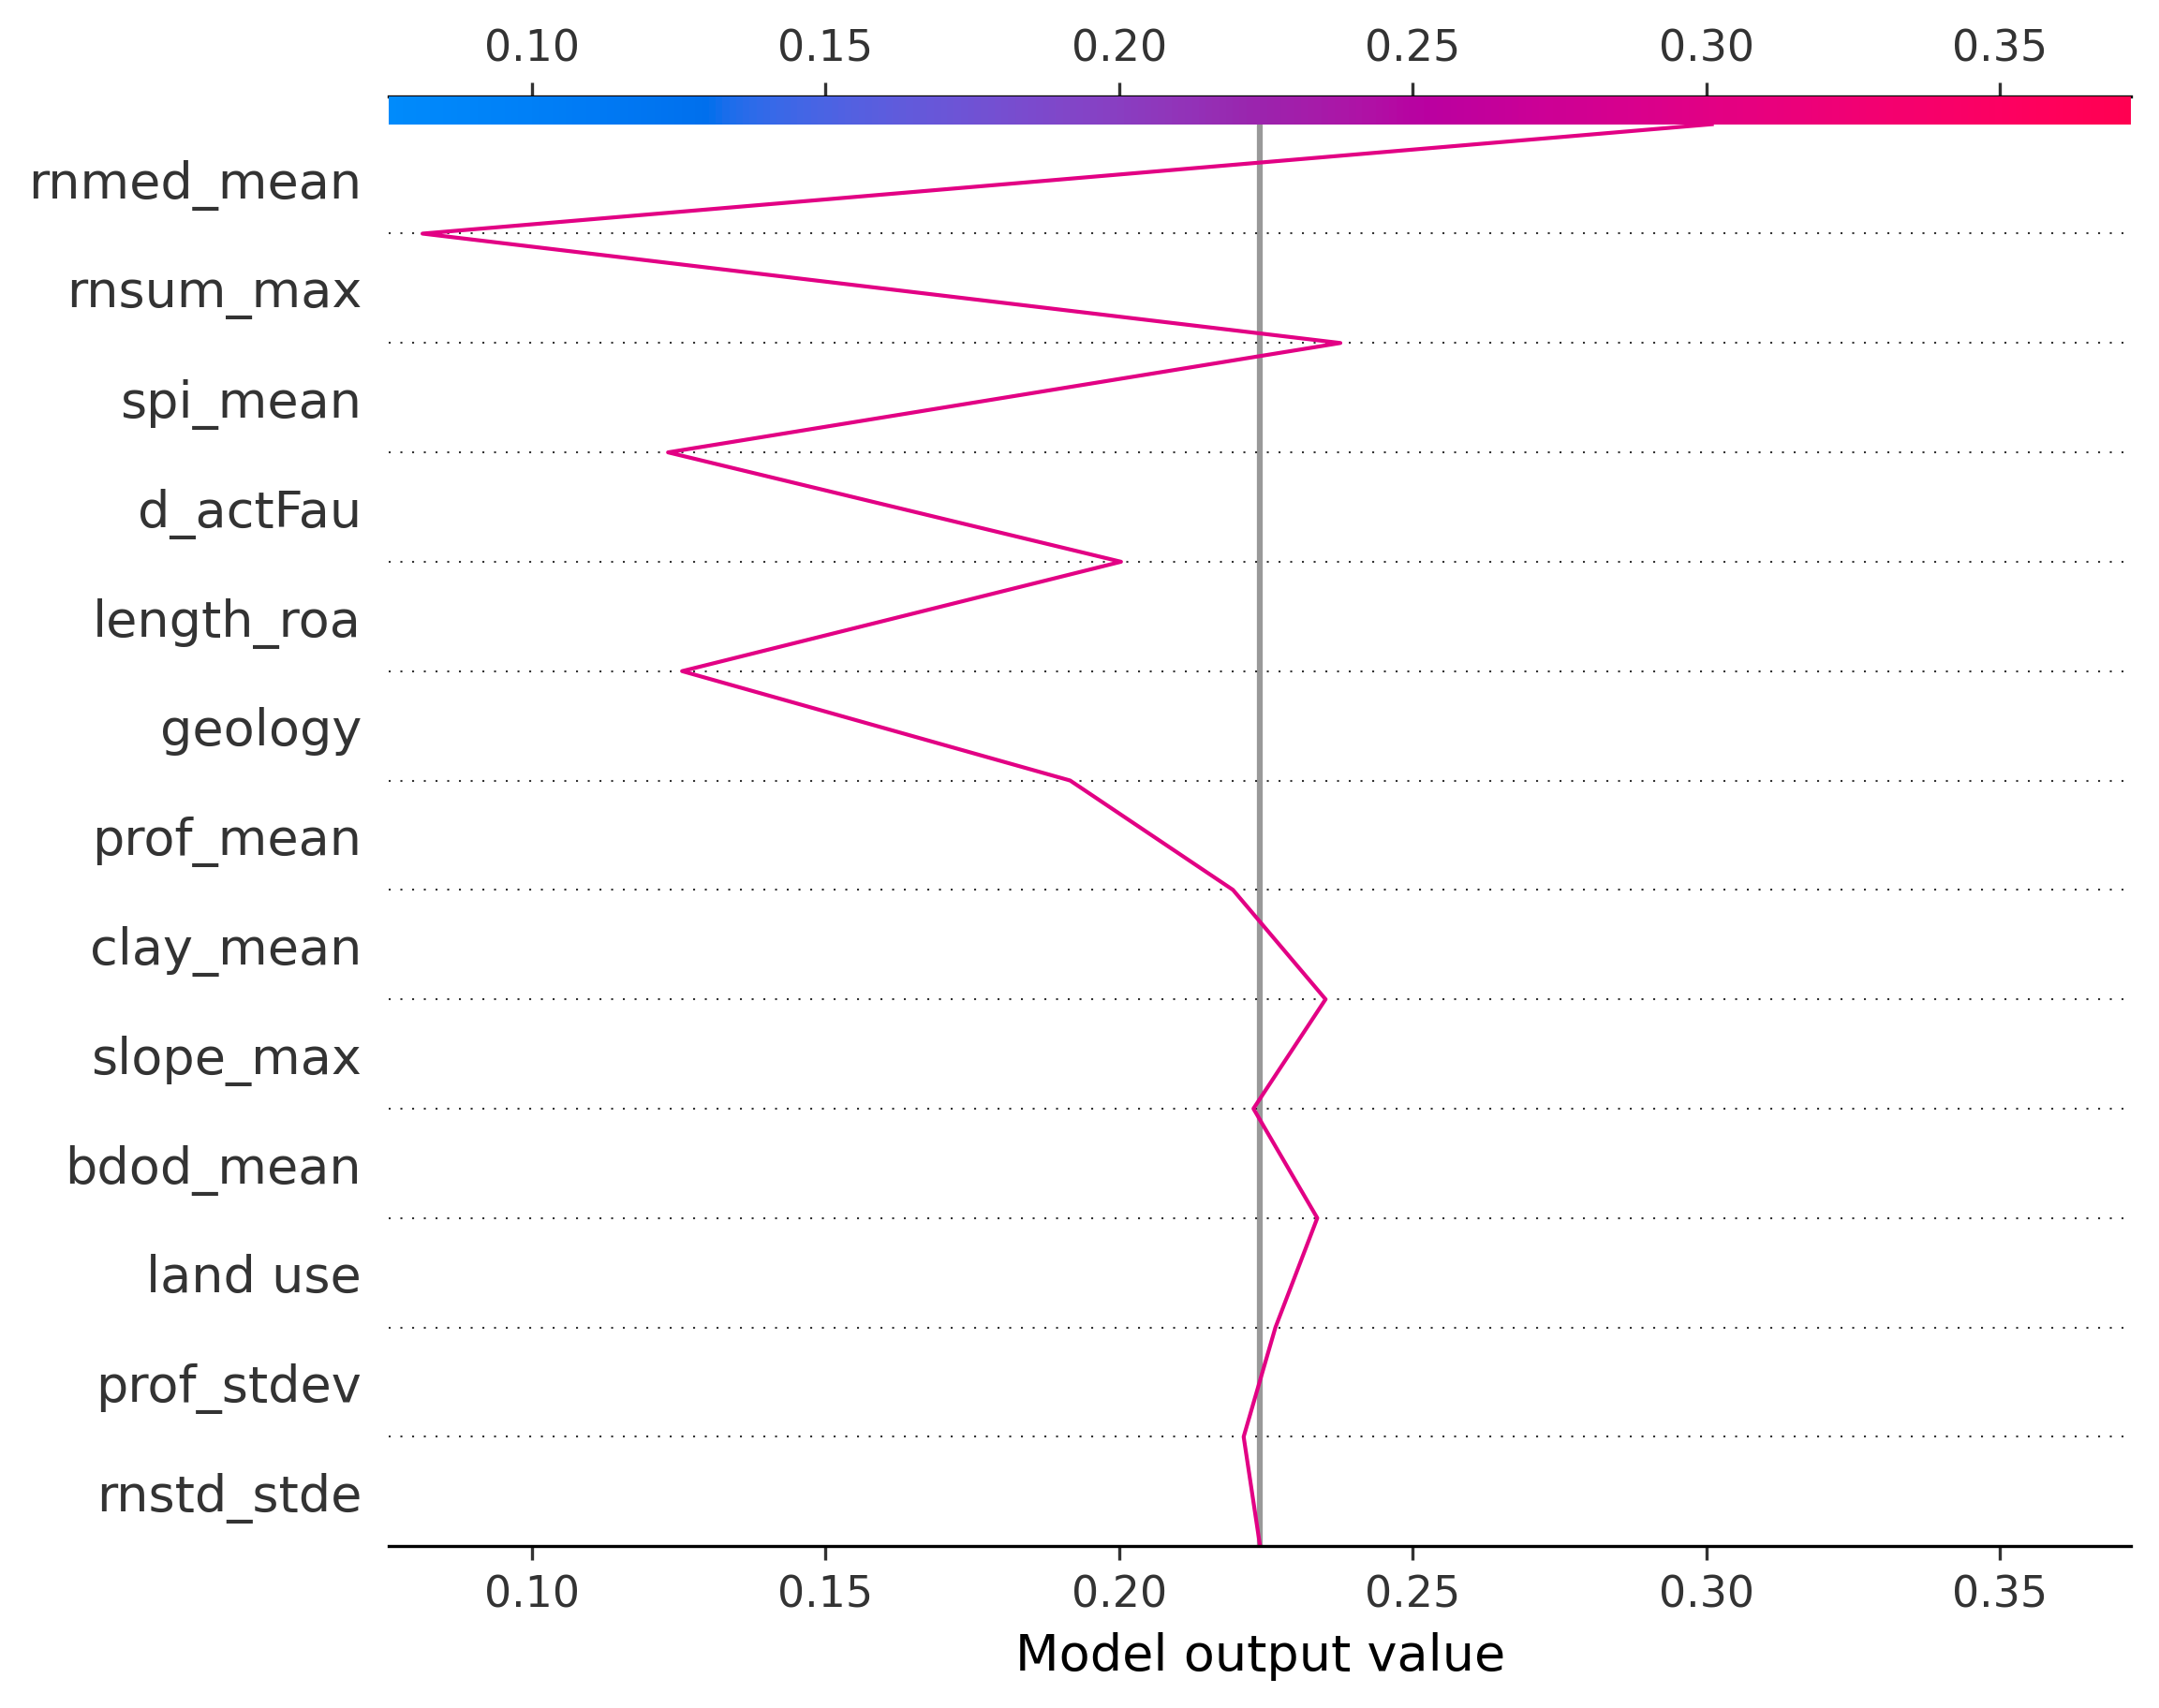 0.10 0.15 0.20 0.25 0.30 0.35
rnmed_mean
rnsum_max
spi_mean
d_actFau
length_roa
geology
prof_mean
clay_mean
slope_max
bdod_mean
land use
prof_stdev
rnstd_stde
0.10 0.15 0.20 0.25 0.30 0.35
Model output value